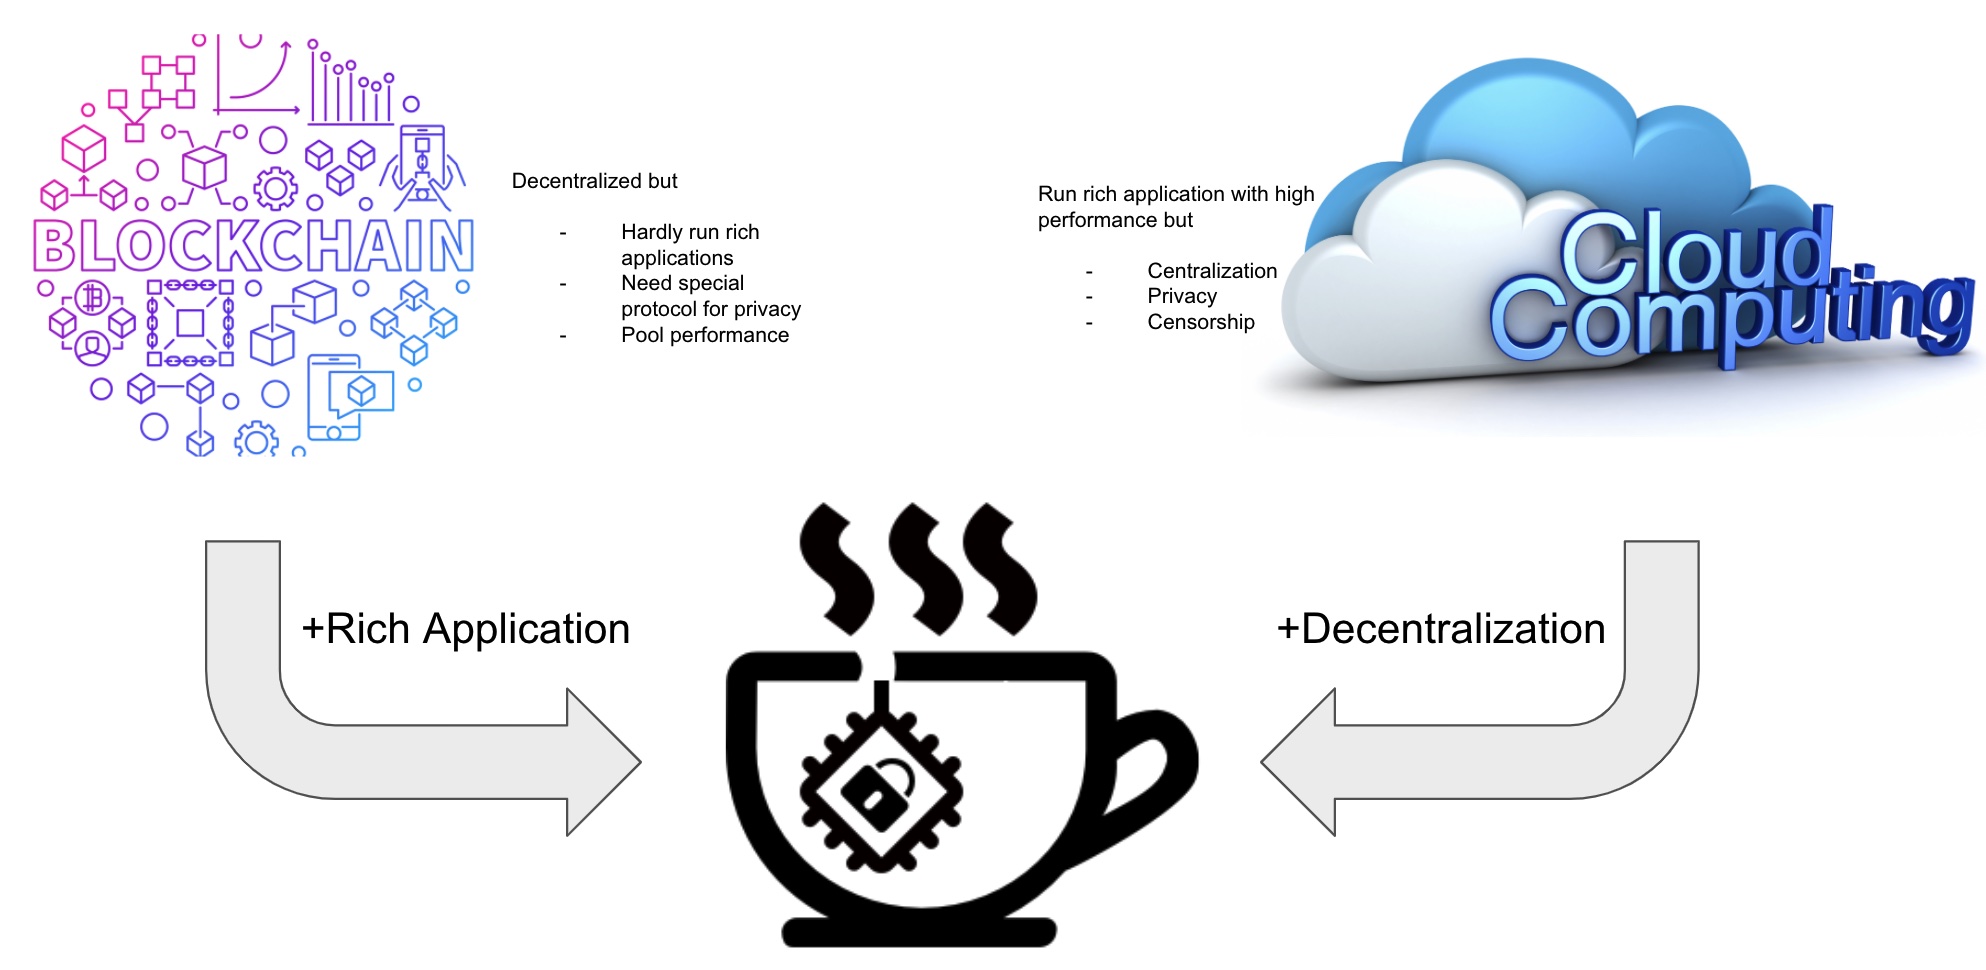 BLOCKCHAIN
Decentralized but
- Hardly run rich
applications
- Need special
protocol for privacy
- Pool performance
Run rich application with high
performance but
- Centralization
- Privacy
- Censorship
Cloud
Computing
+Rich Application
+Decentralization